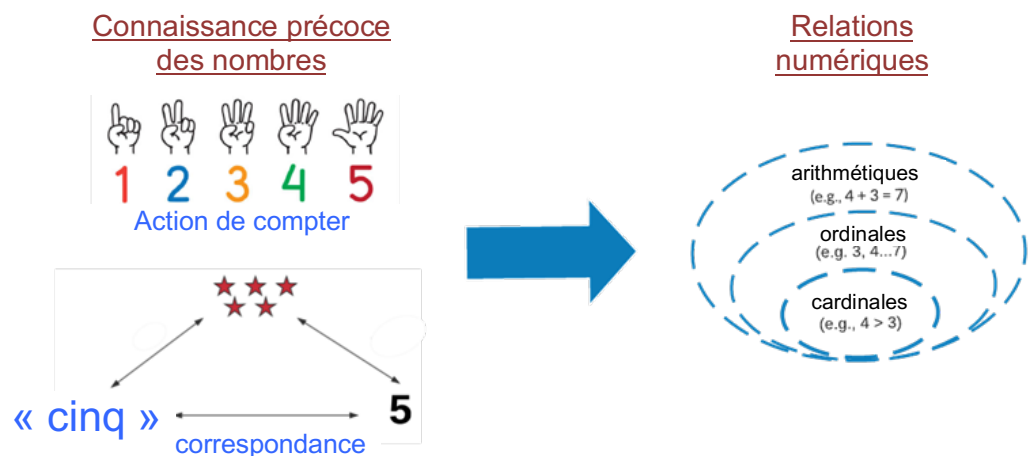 Connaissance précoce
des nombres
1 2 3 4 5
Action de compter
« cinq »
5
correspondance
Relations
numériques
arithmétiques
(e.g., 4 + 3 = 7)
ordinales
(e.g. 3, 4...7)
cardinales
(e.g., 4 > 3)